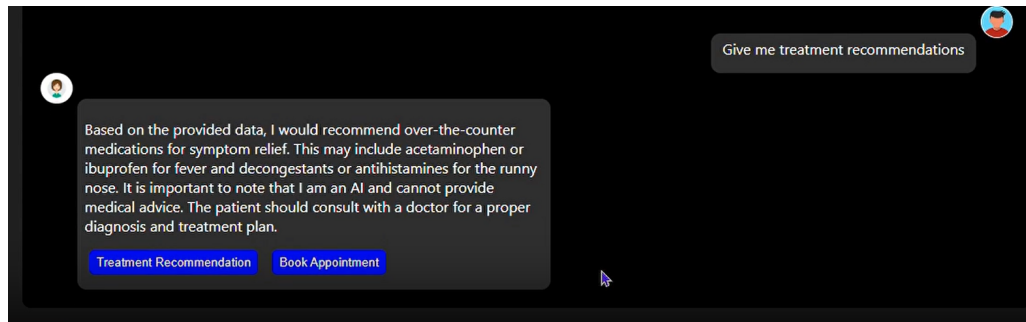 Give me treatment recommendations
Based on the provided data, I would recommend over-the-counter
medications for symptom relief. This may include acetaminophen or
ibuprofen for fever and decongestants or antihistamines for the runny
nose. It is important to note that I am an AI and cannot provide
medical advice. The patient should consult with a doctor for a proper
diagnosis and treatment plan.
Treatment Recommendation Book Appointment